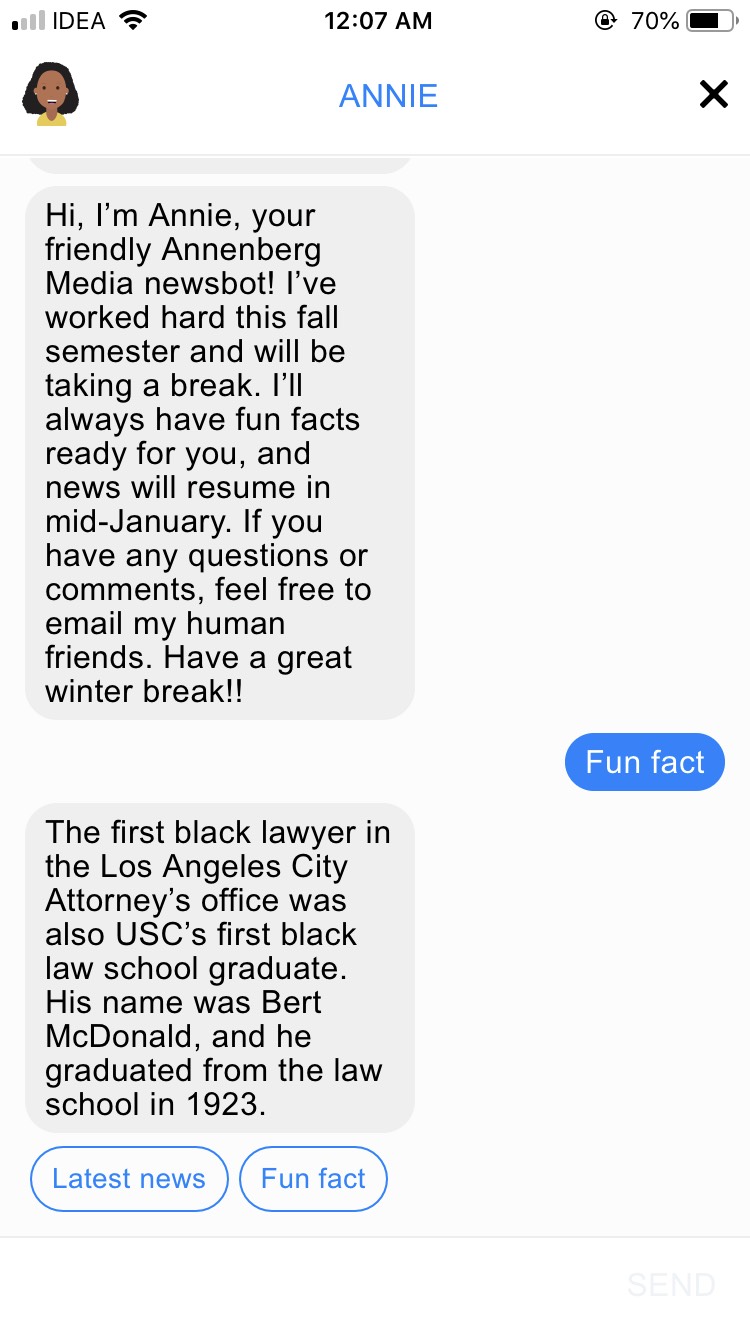 IDEA 12:07 AM 70%
ANNIE
Hi, I’m Annie, your
friendly Annenberg
Media newsbot! I’ve
worked hard this fall
semester and will be
taking a break. I’ll
always have fun facts
ready for you, and
news will resume in
mid-January. If you
have any questions or
comments, feel free to
email my human
friends. Have a great
winter break!!
Fun fact
The first black lawyer in
the Los Angeles City
Attorney’s office was
also USC’s first black
law school graduate.
His name was Bert
McDonald, and he
graduated from the law
school in 1923.
Latest news Fun fact
SEND